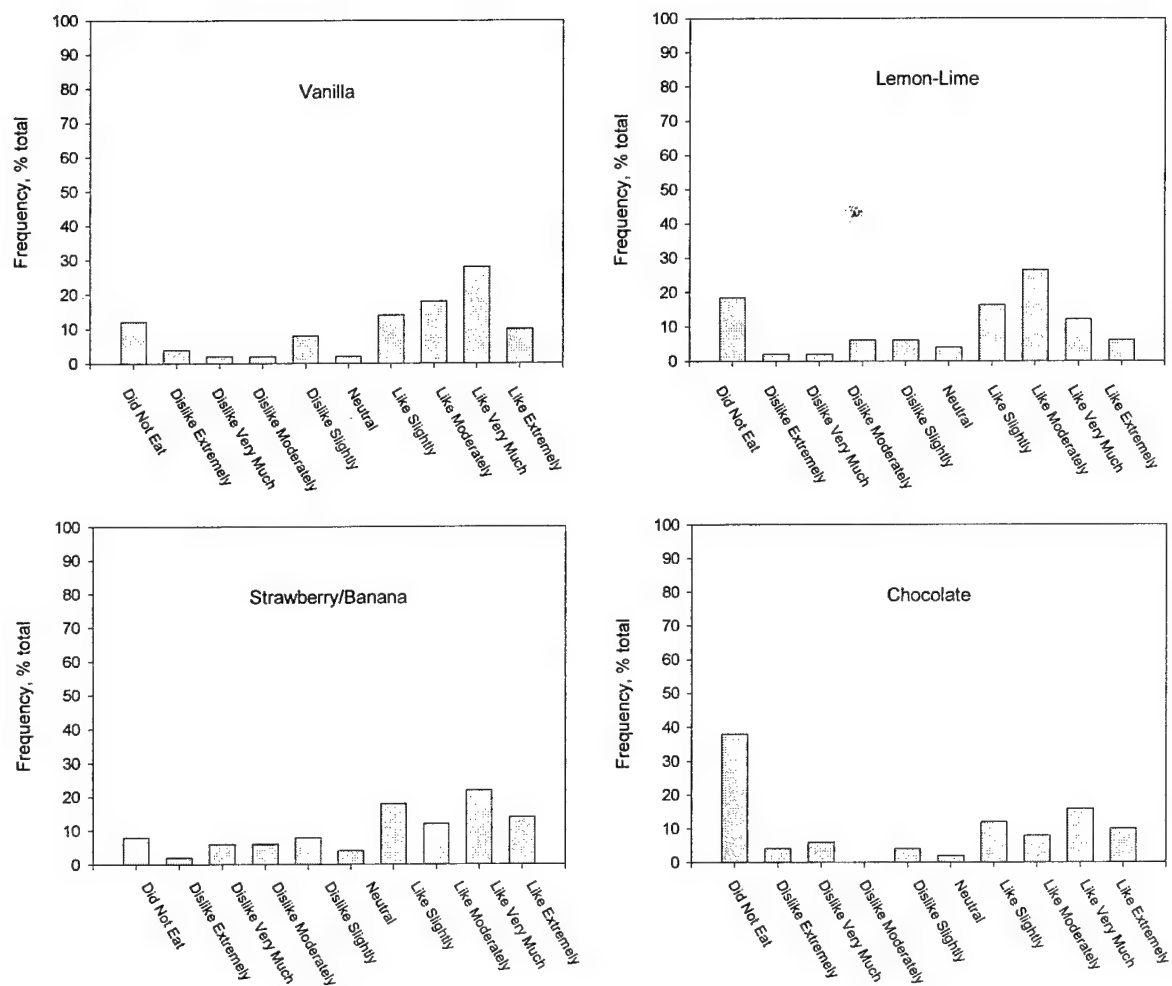 Vanilla
Frequency, % total
100
90
80
70
60
50
40
30
20
10
0
Did Not Eat
Dislike Extremely
Dislike Very Much
Dislike Moderately
Dislike Slightly
Neutral
Like Slightly
Like Moderately
Like Very Much
Like Extremely
Lemon-Lime
Frequency, % total
100
90
80
70
60
50
40
30
20
10
0
Did Not Eat
Dislike Extremely
Dislike Very Much
Dislike Moderately
Dislike Slightly
Neutral
Like Slightly
Like Moderately
Like Very Much
Like Extremely
Strawberry/Banana
Frequency, % total
100
90
80
70
60
50
40
30
20
10
0
Did Not Eat
Dislike Extremely
Dislike Very Much
Dislike Moderately
Dislike Slightly
Neutral
Like Slightly
Like Moderately
Like Very Much
Like Extremely
Chocolate
Frequency, % total
100
90
80
70
60
50
40
30
20
10
0
Did Not Eat
Dislike Extremely
Dislike Very Much
Dislike Moderately
Dislike Slightly
Neutral
Like Slightly
Like Moderately
Like Very Much
Like Extremely